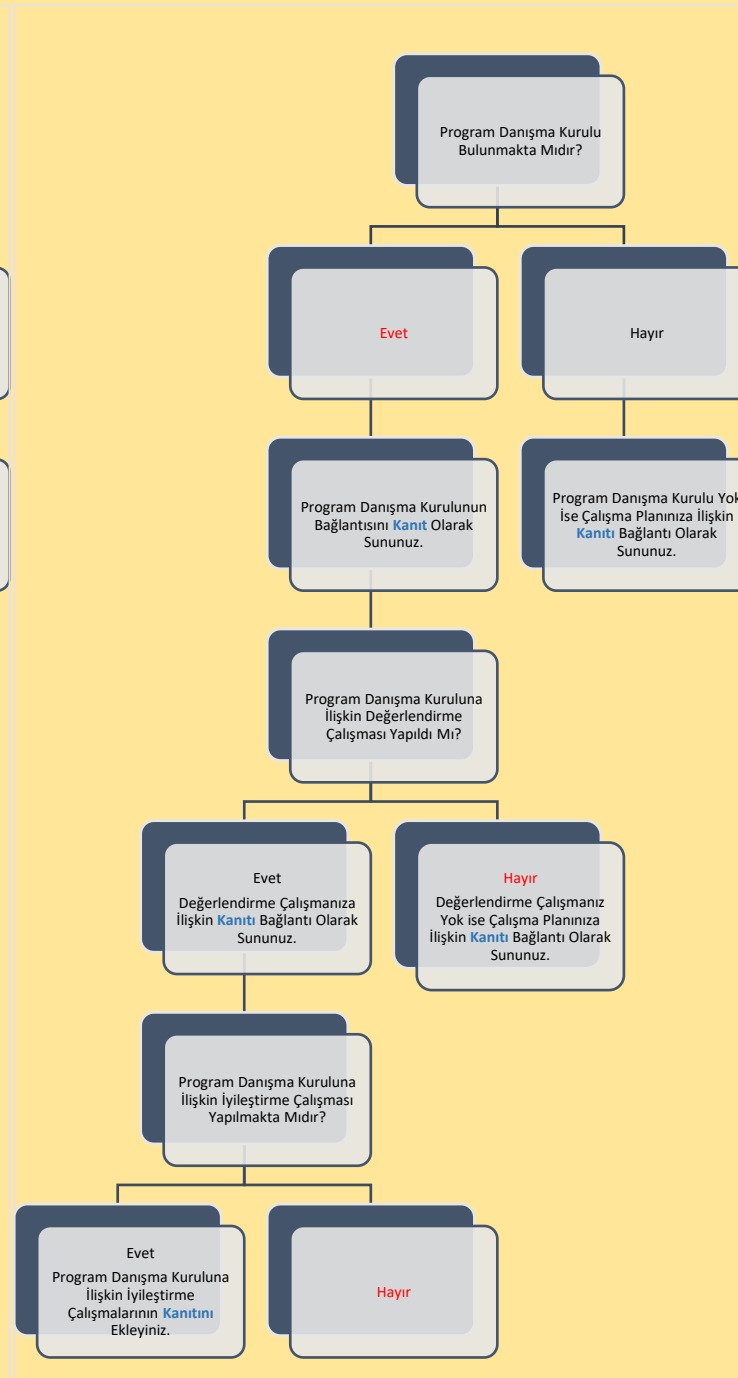 Program Danışma Kurulu
Bulunmakta Mıdır?
Evet
Hayır
Program Danışma Kurulunun
Bağlantısını Kanıt Olarak
Sununuz.
Program Danışma Kurulu Yok
İse Çalışma Planınıza İlişkin
Kanıtı Bağlantı Olarak
Sununuz.
Program Danışma Kuruluna
İlişkin Değerlendirme
Çalışması Yapıldı Mı?
Evet
Değerlendirme Çalışmanıza
İlişkin Kanıtı Bağlantı Olarak
Sununuz.
Hayır
Değerlendirme Çalışmanız
Yok ise Çalışma Planınıza
İlişkin Kanıtı Bağlantı Olarak
Sununuz.
Program Danışma Kuruluna
İlişkin İyileştirme Çalışması
Yapılmakta Mıdır?
Evet
Program Danışma Kuruluna
İlişkin İyileştirme
Çalışmalarının Kanıtını
Ekleyiniz.
Hayır